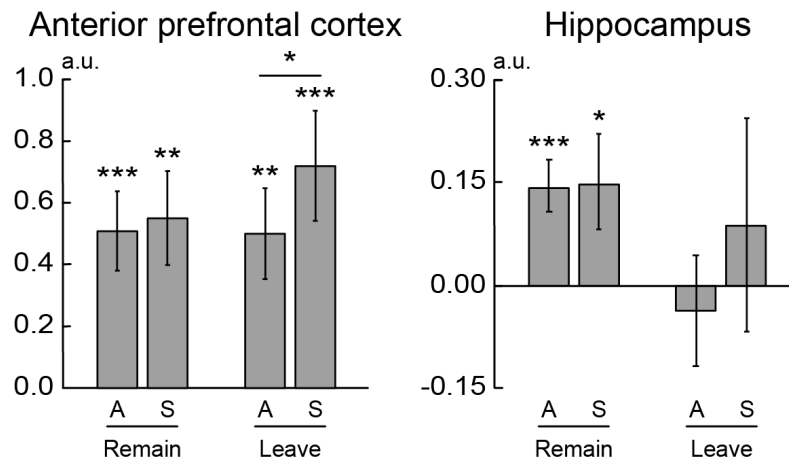 Anterior prefrontal cortex
a.u.
1.0
0.8
0.6
0.4
0.2
0.0
***
**
**
*
***
A S A S
Remain Leave
Hippocampus
a.u.
0.30
0.15
0.00
-0.15
***
*
A S A S
Remain Leave